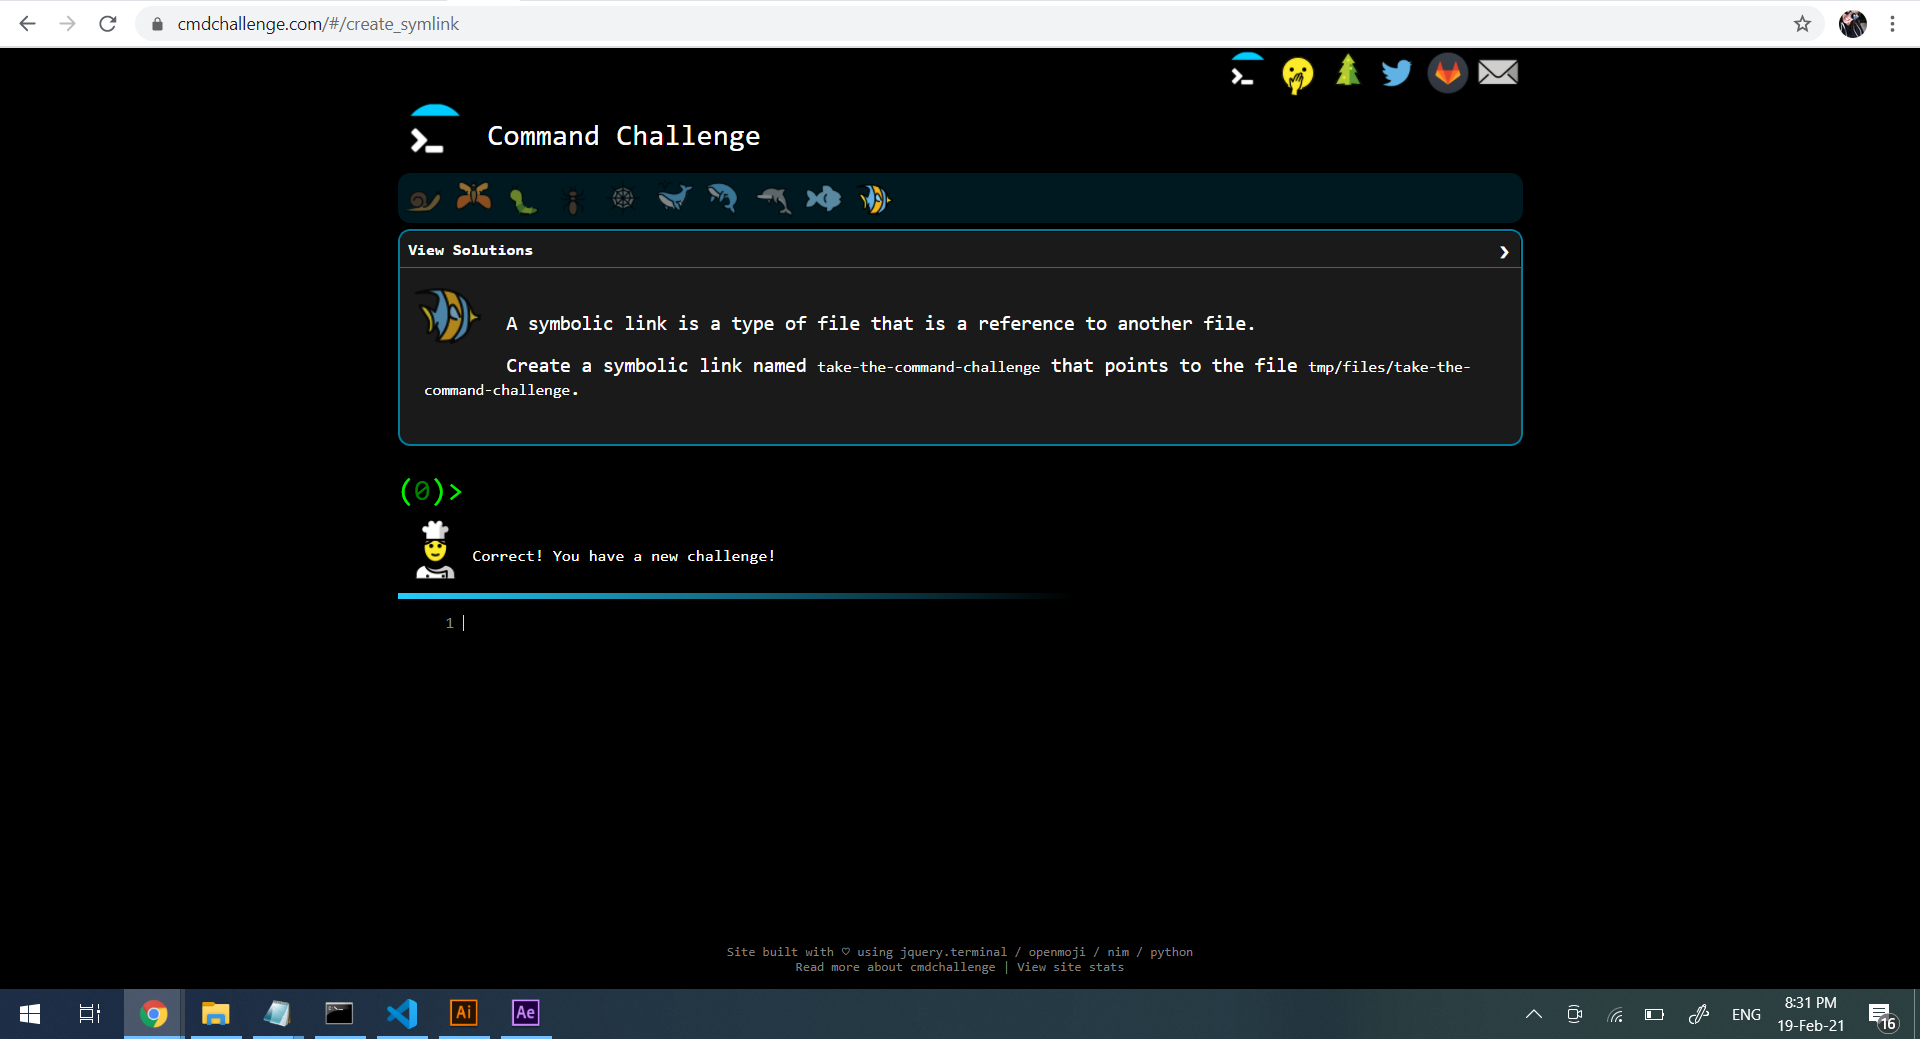 cmdchallenge.com/#/create_symlink
Command Challenge
View Solutions
A symbolic link is a type of file that is a reference to another file.
Create a symbolic link named take-the-command-challenge that points to the file tmp/files/take-the-
command-challenge.
(0)>
Correct! You have a new challenge!
1
Site built with ♡ using jquery.terminal / openmoji / nim / python
Read more about cmdchallenge | View site stats
Ai
Ae
ENG
8:31 PM
19-Feb-21
16